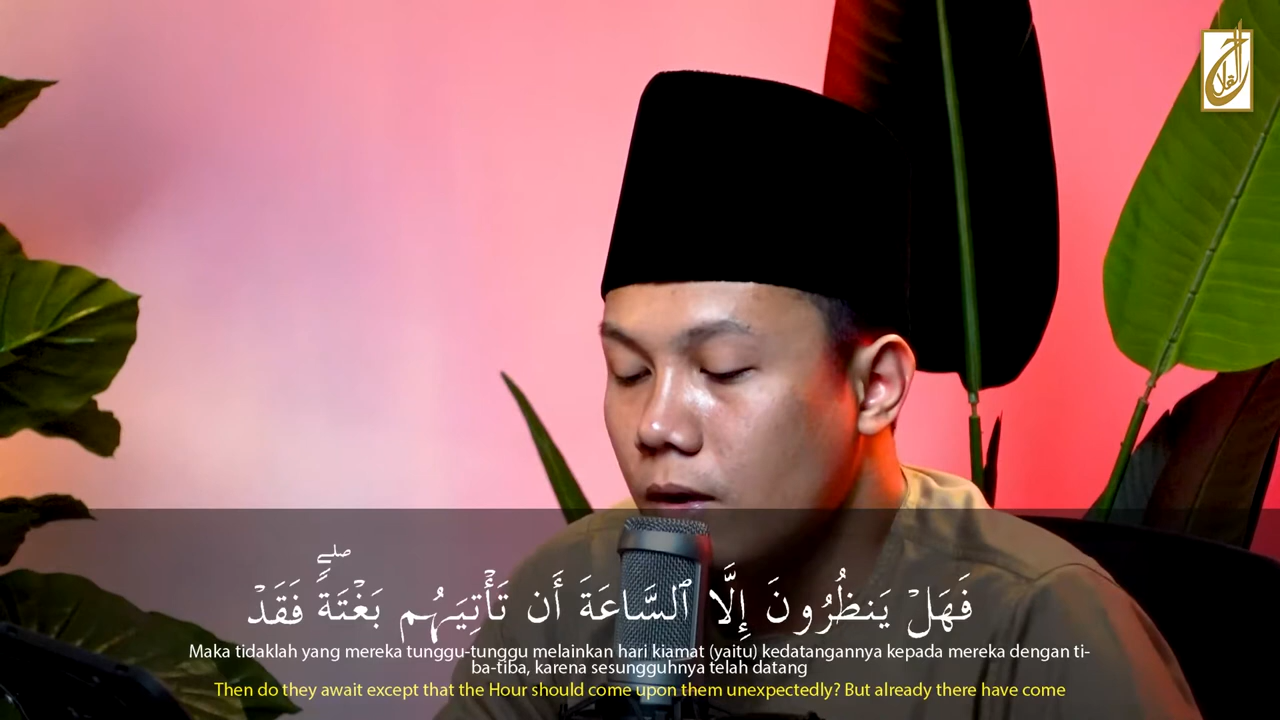 فَهَلۡ يَنظُرُونَ إِلَّا ٱلسَّاعَةَ أَن تَأۡتِيَهُم بَغۡتَةٗۖ فَقَدۡ
Maka tidaklah yang mereka tunggu-tunggu melainkan hari kiamat (yaitu) kedatangannya kepada mereka dengan ti-
ba-tiba, karena sesungguhnya telah datang
Then do they await except that the Hour should come upon them unexpectedly? But already there have come